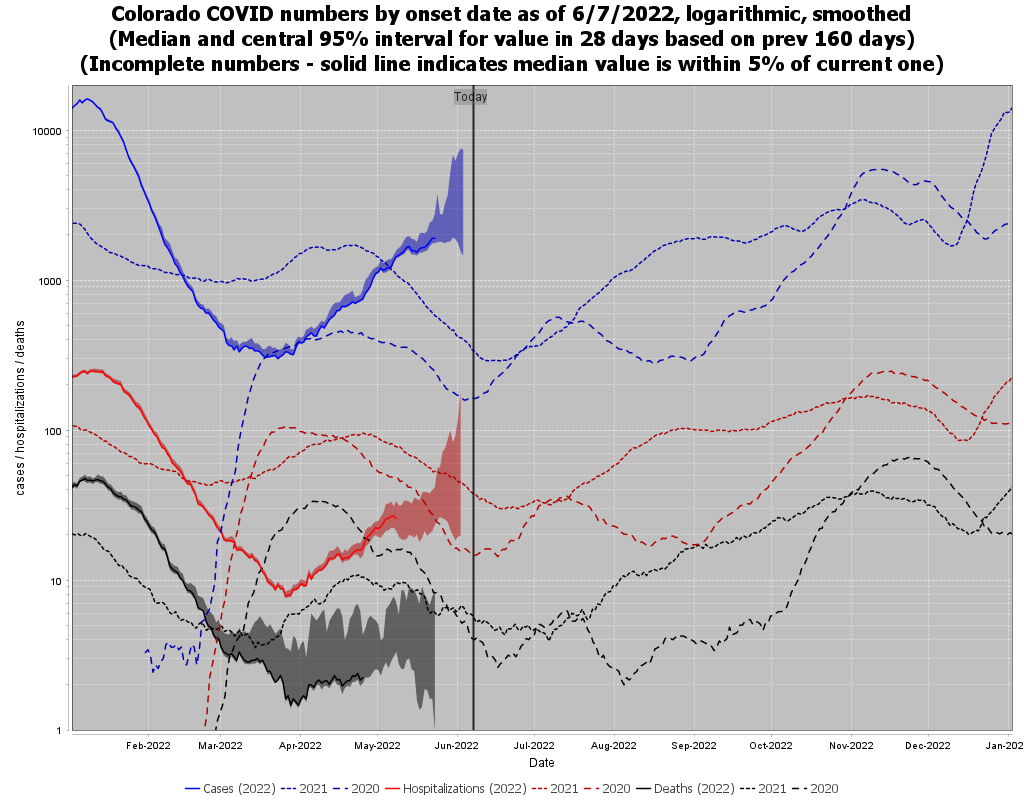 Colorado COVID numbers by onset date as of 6/7/2022, logarithmic, smoothed
(Median and central 95% interval for value in 28 days based on prev 160 days)
(Incomplete numbers - solid line indicates median value is within 5% of current one)
Today
10000
1000
100
10
1
cases / hospitalizations / deaths
Feb-2022 Mar-2022 Apr-2022 May-2022 Jun-2022 Jul-2022 Aug-2022 Sep-2022 Oct-2022 Nov-2022 Dec-2022 Jan-202
Date
Cases (2022) 2021 2020 Hospitalizations (2022) 2021 2020 Deaths (2022) 2021 2020